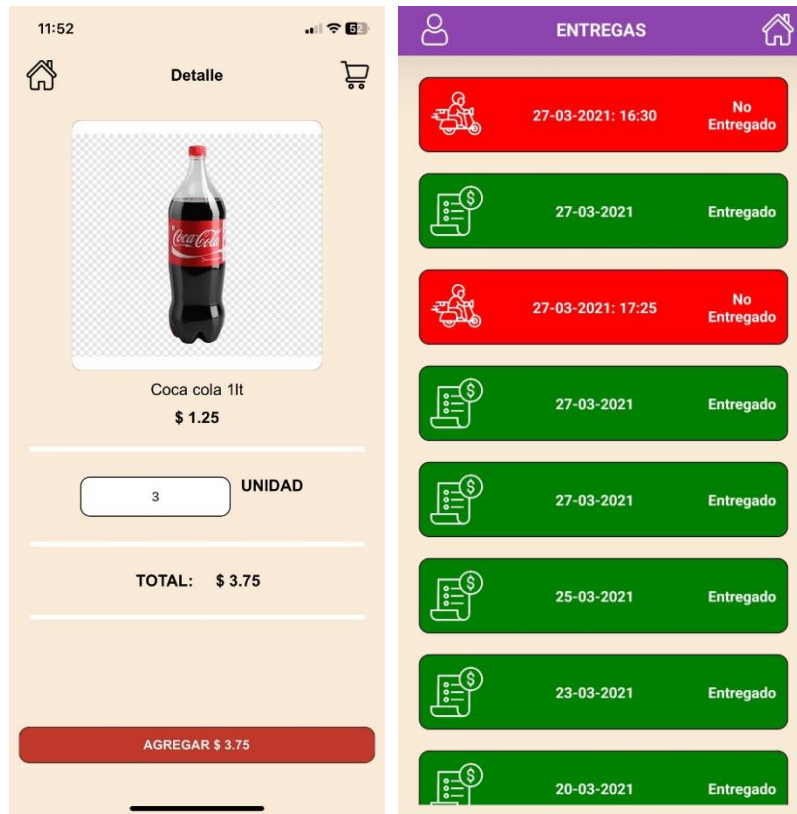 11:52
52
Detalle
Coca-Cola
Coca cola 1lt
$ 1.25
3
UNIDAD
TOTAL: $ 3.75
AGREGAR $ 3.75
ENTREGAS
27-03-2021: 16:30
No
Entregado
$
27-03-2021
Entregado
27-03-2021: 17:25
No
Entregado
$
27-03-2021
Entregado
$
27-03-2021
Entregado
$
25-03-2021
Entregado
$
23-03-2021
Entregado
$
20-03-2021
Entregado